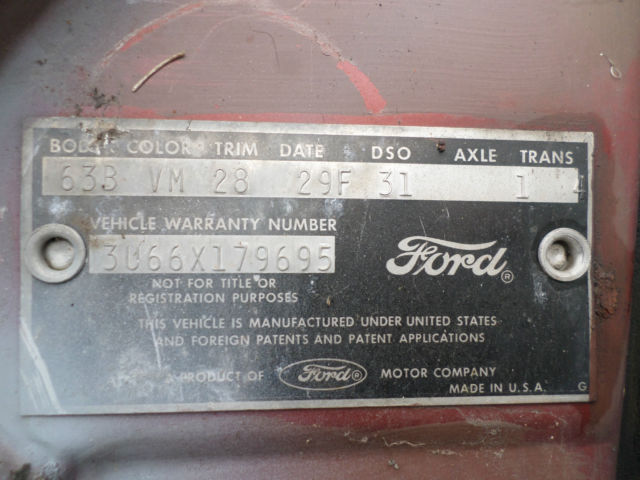 BODY COLOR TRIM DATE DSO AXLE TRANS
63B VM 28 29F 31 1 4
VEHICLE WARRANTY NUMBER
3U66X179695
Ford®
NOT FOR TITLE OR
REGISTRATION PURPOSES
THIS VEHICLE IS MANUFACTURED UNDER UNITED STATES
AND FOREIGN PATENTS AND PATENT APPLICATIONS
A PRODUCT OF Ford® MOTOR COMPANY
MADE IN U.S.A. G